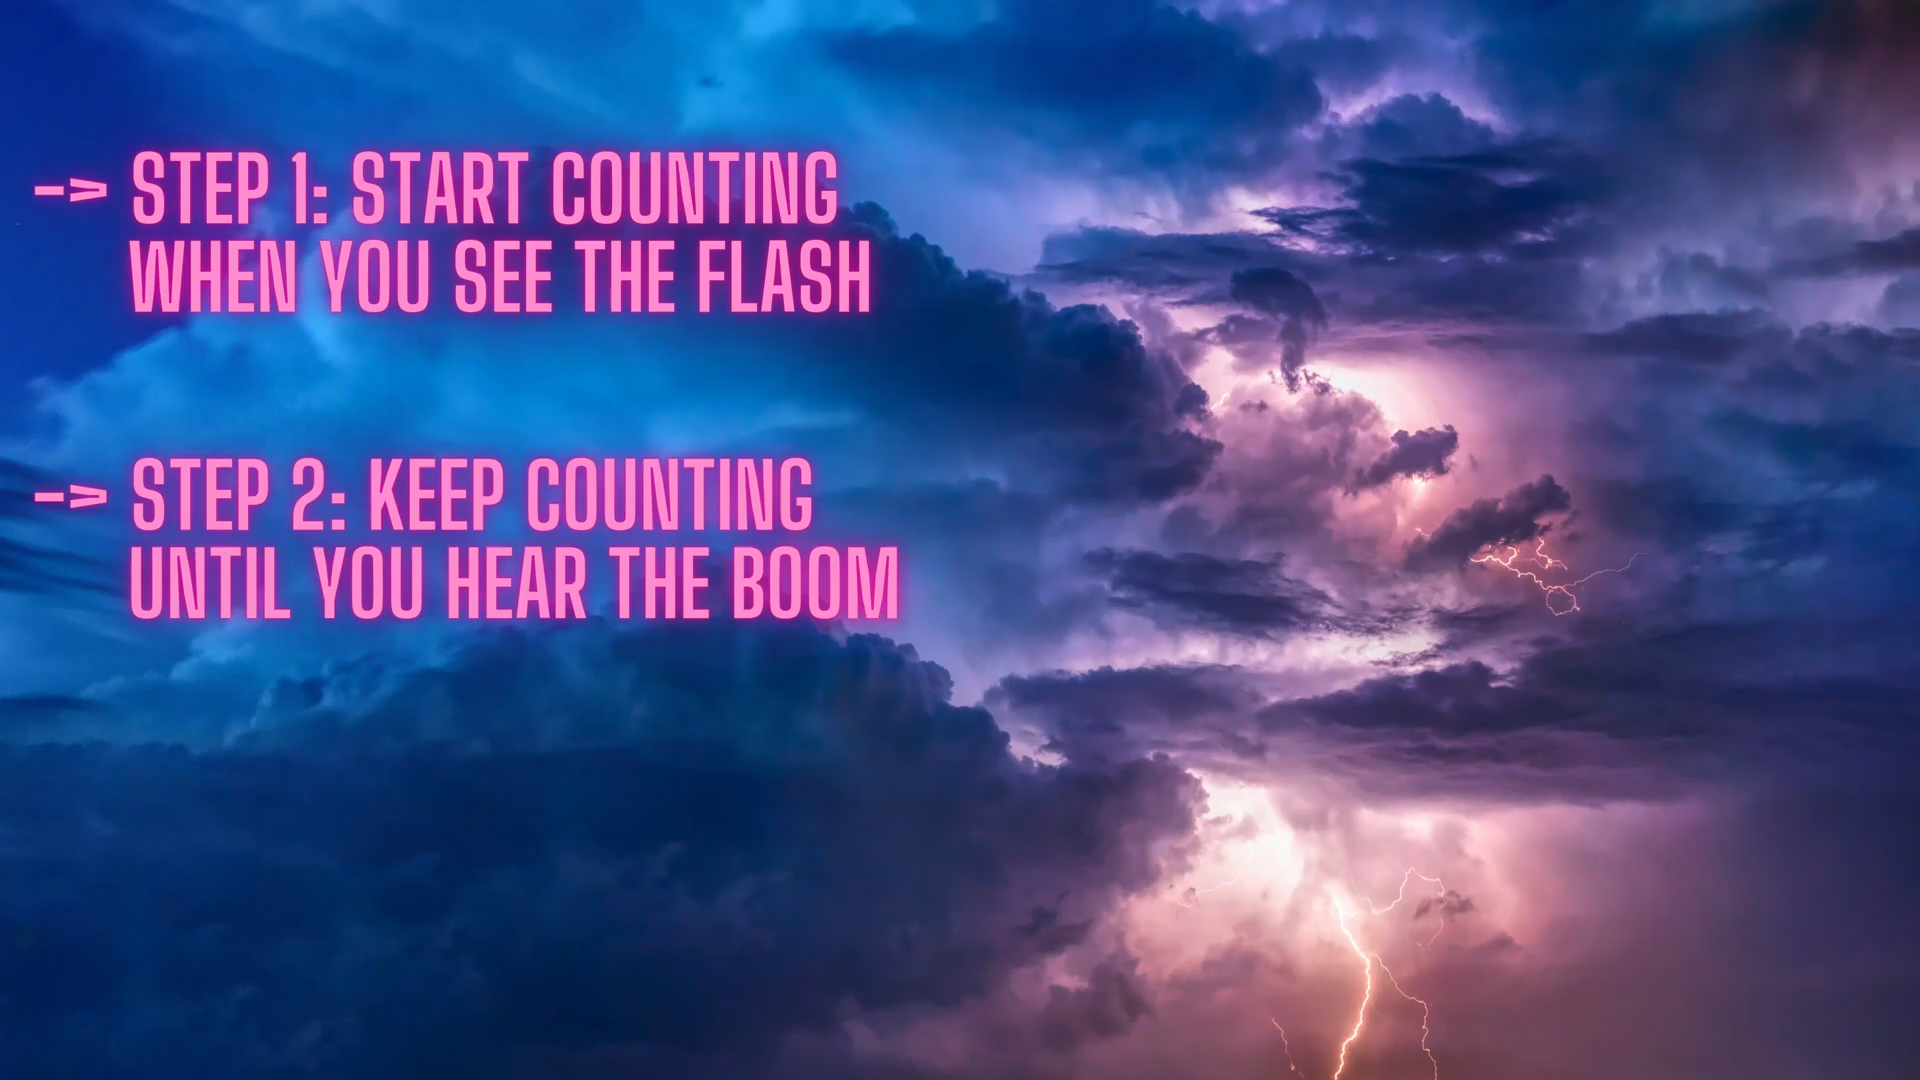 -> STEP 1: START COUNTING
WHEN YOU SEE THE FLASH
-> STEP 2: KEEP COUNTING
UNTIL YOU HEAR THE BOOM